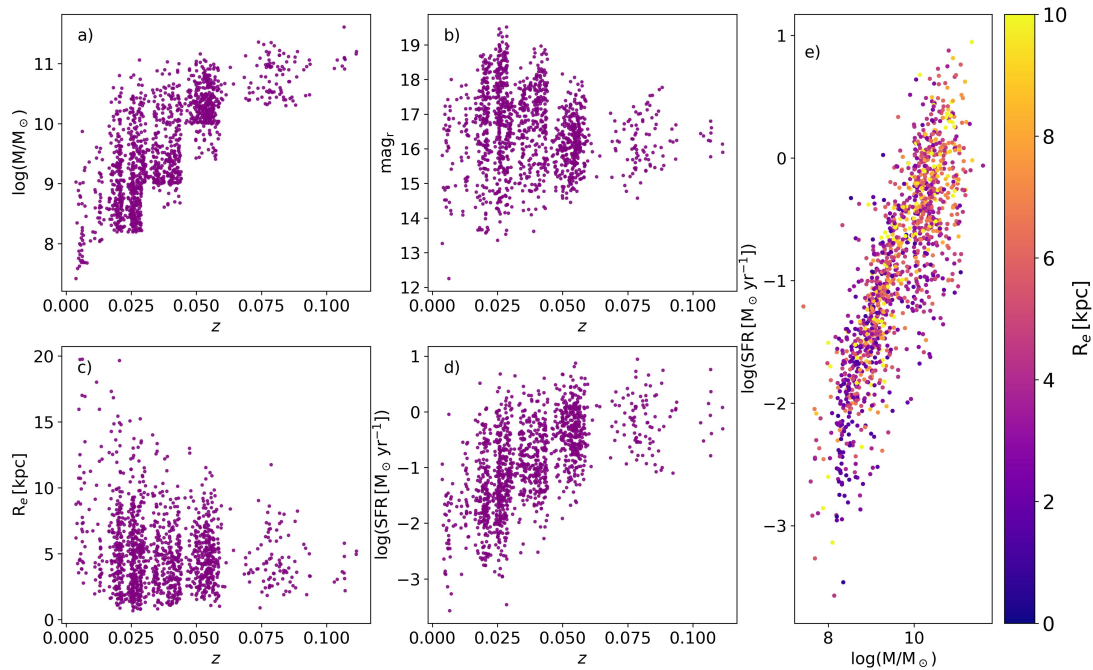 a)
11
10
9
8
log(M/M⊙)
0.000 0.025 0.050 0.075 0.100
z
b)
19
18
17
16
15
14
13
12
mag_r
0.000 0.025 0.050 0.075 0.100
z
c)
20
15
10
5
0
R_e [kpc]
0.000 0.025 0.050 0.075 0.100
z
d)
1
0
−1
−2
−3
log(SFR [M⊙ yr⁻¹])
0.000 0.025 0.050 0.075 0.100
z
e)
1
0
−1
−2
−3
log(SFR [M⊙ yr⁻¹])
8 10
log(M/M⊙)
10
8
6
4
2
0
R_e [kpc]